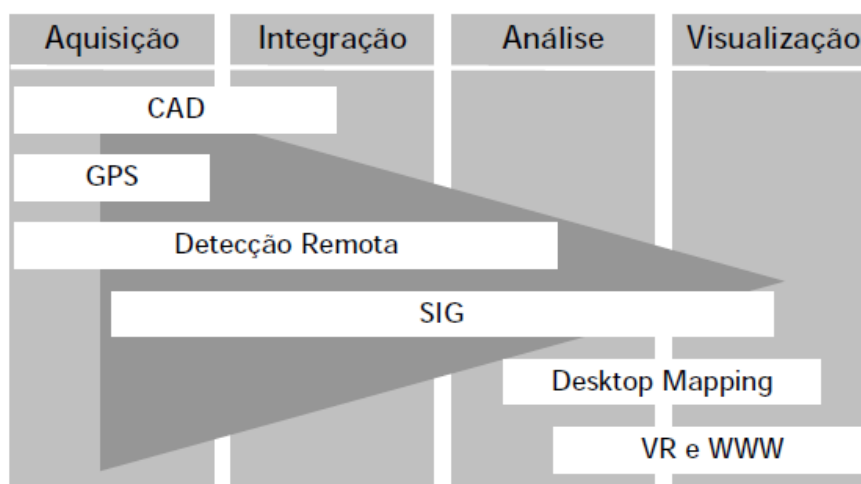 Aquisição
Integração
Análise
Visualização
CAD
GPS
Detecção Remota
SIG
Desktop Mapping
VR e WWW